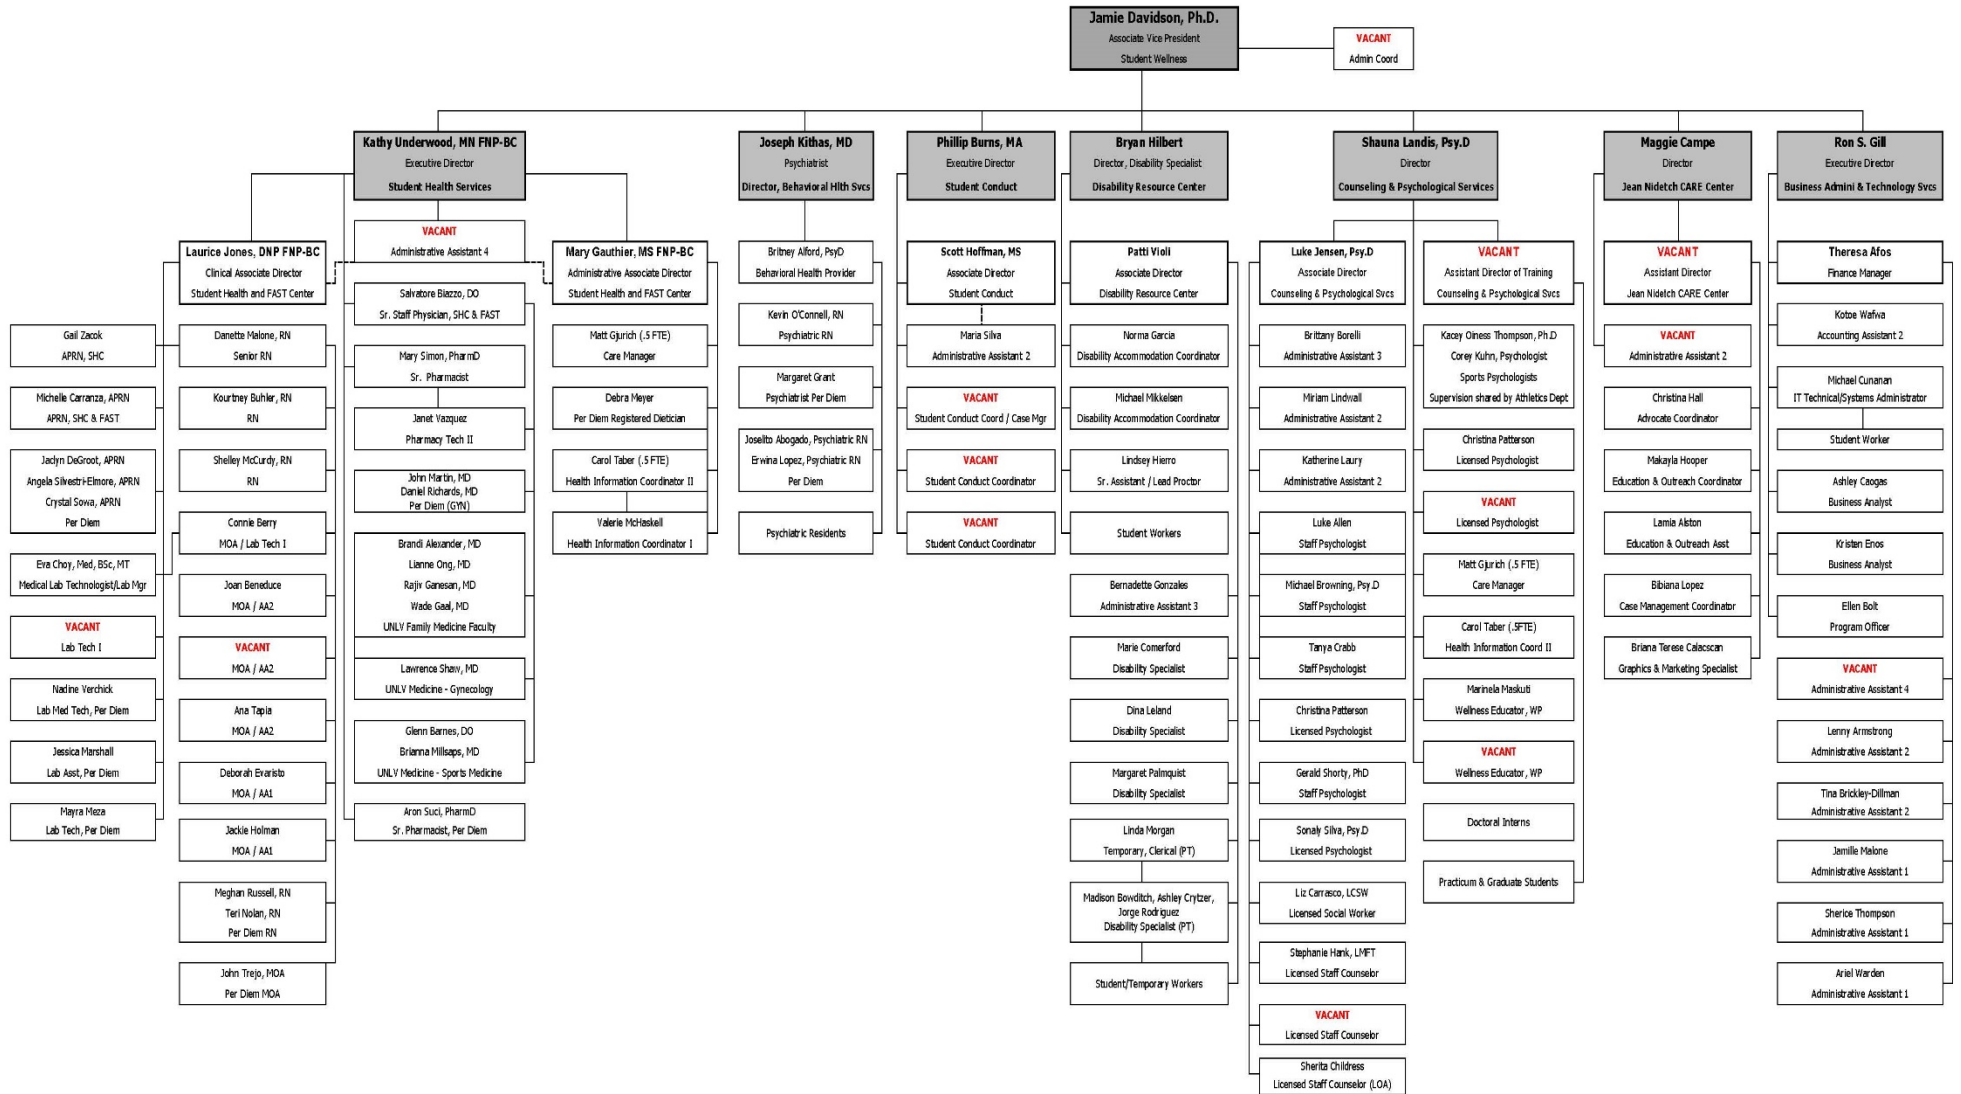 Jamie Davidson, Ph.D.
Associate Vice President
Student Wellness
VACANT
Admin Coord
Kathy Underwood, MN FNP-BC
Executive Director
Student Health Services
Joseph Kithas, MD
Psychiatrist
Director, Behavioral Hlth Svcs
Phillip Burns, MA
Executive Director
Student Conduct
Bryan Hilbert
Director, Disability Specialist
Disability Resource Center
Shauna Landis, Psy.D
Director
Counseling & Psychological Services
Maggie Campe
Director
Jean Nidetch CARE Center
Ron S. Gill
Executive Director
Business Admini & Technology Svcs
Gail Zacok
APRN, SHC
Michelle Carranza, APRN
APRN, SHC & FAST
Jaclyn DeGroot, APRN
Angela Silvestri-Elmore, APRN
Crystal Sowa, APRN
Per Diem
Eva Choy, Med, BSc, MT
Medical Lab Technologist/Lab Mgr
VACANT
Lab Tech I
Nadine Verchick
Lab Med Tech, Per Diem
Jessica Marshall
Lab Asst, Per Diem
Mayra Meza
Lab Tech, Per Diem
Laurice Jones, DNP FNP-BC
Clinical Associate Director
Student Health and FAST Center
Danette Malone, RN
Senior RN
Kourtney Buhler, RN
RN
Shelley McCurdy, RN
RN
Connie Berry
MOA / Lab Tech I
Joan Beneduce
MOA / AA2
VACANT
MOA / AA2
Ana Tapia
MOA / AA2
Deborah Evaristo
MOA / AA1
Jackie Holman
MOA / AA1
Meghan Russell, RN
Teri Nolan, RN
Per Diem RN
John Trejo, MOA
Per Diem MOA
VACANT
Administrative Assistant 4
Salvatore Biazzo, DO
Sr. Staff Physician, SHC & FAST
Mary Simon, PharmD
Sr. Pharmacist
Janet Vazquez
Pharmacy Tech II
John Martin, MD
Daniel Richards, MD
Per Diem (GYN)
Brandi Alexander, MD
Lianne Ong, MD
Rajiv Ganesan, MD
Wade Gaal, MD
UNLV Family Medicine Faculty
Lawrence Shaw, MD
UNLV Medicine - Gynecology
Glenn Barnes, DO
Brianna Millsaps, MD
UNLV Medicine - Sports Medicine
Aron Suci, PharmD
Sr. Pharmacist, Per Diem
Mary Gauthier, MS FNP-BC
Administrative Associate Director
Student Health and FAST Center
Matt Gjurich (.5 FTE)
Care Manager
Debra Meyer
Per Diem Registered Dietician
Carol Taber (.5 FTE)
Health Information Coordinator II
Valerie McHaskell
Health Information Coordinator I
Britney Alford, PsyD
Behavioral Health Provider
Kevin O'Connell, RN
Psychiatric RN
Margaret Grant
Psychiatrist Per Diem
Joselito Abogado, Psychiatric RN
Erwina Lopez, Psychiatric RN
Per Diem
Psychiatric Residents
Scott Hoffman, MS
Associate Director
Student Conduct
Maria Silva
Administrative Assistant 2
VACANT
Student Conduct Coord / Case Mgr
VACANT
Student Conduct Coordinator
VACANT
Student Conduct Coordinator
Patti Violi
Associate Director
Disability Resource Center
Norma Garcia
Disability Accommodation Coordinator
Michael Mikkelsen
Disability Accommodation Coordinator
Lindsey Hierro
Sr. Assistant / Lead Proctor
Student Workers
Bernadette Gonzales
Administrative Assistant 3
Marie Comerford
Disability Specialist
Dina Leland
Disability Specialist
Margaret Palmquist
Disability Specialist
Linda Morgan
Temporary, Clerical (PT)
Madison Bowditch, Ashley Crytzer,
Jorge Rodriguez
Disability Specialist (PT)
Student/Temporary Workers
Luke Jensen, Psy.D
Associate Director
Counseling & Psychological Svcs
Brittany Borelli
Administrative Assistant 3
Miriam Lindwall
Administrative Assistant 2
Katherine Laury
Administrative Assistant 2
Luke Allen
Staff Psychologist
Michael Browning, Psy.D
Staff Psychologist
Tanya Crabb
Staff Psychologist
Christina Patterson
Licensed Psychologist
Gerald Shorty, PhD
Staff Psychologist
Sonaly Silva, Psy.D
Licensed Psychologist
Liz Carrasco, LCSW
Licensed Social Worker
Stephanie Hank, LMFT
Licensed Staff Counselor
VACANT
Licensed Staff Counselor
Sherita Childress
Licensed Staff Counselor (LOA)
VACANT
Assistant Director of Training
Counseling & Psychological Svcs
Kacey Oiness Thompson, Ph.D
Corey Kuhn, Psychologist
Sports Psychologists
Supervision shared by Athletics Dept
Christina Patterson
Licensed Psychologist
VACANT
Licensed Psychologist
Matt Gjurich (.5 FTE)
Care Manager
Carol Taber (.5FTE)
Health Information Coord II
Marinela Maskuti
Wellness Educator, WP
VACANT
Wellness Educator, WP
Doctoral Interns
Practicum & Graduate Students
VACANT
Assistant Director
Jean Nidetch CARE Center
VACANT
Administrative Assistant 2
Christina Hall
Advocate Coordinator
Makayla Hooper
Education & Outreach Coordinator
Lamia Alston
Education & Outreach Asst
Bibiana Lopez
Case Management Coordinator
Briana Terese Calacscan
Graphics & Marketing Specialist
Theresa Afos
Finance Manager
Kotoe Wafwa
Accounting Assistant 2
Michael Cunanan
IT Technical/Systems Administrator
Student Worker
Ashley Caogas
Business Analyst
Kristen Enos
Business Analyst
Ellen Bolt
Program Officer
VACANT
Administrative Assistant 4
Lenny Armstrong
Administrative Assistant 2
Tina Brickley-Dillman
Administrative Assistant 2
Jamille Malone
Administrative Assistant 1
Sherice Thompson
Administrative Assistant 1
Ariel Warden
Administrative Assistant 1